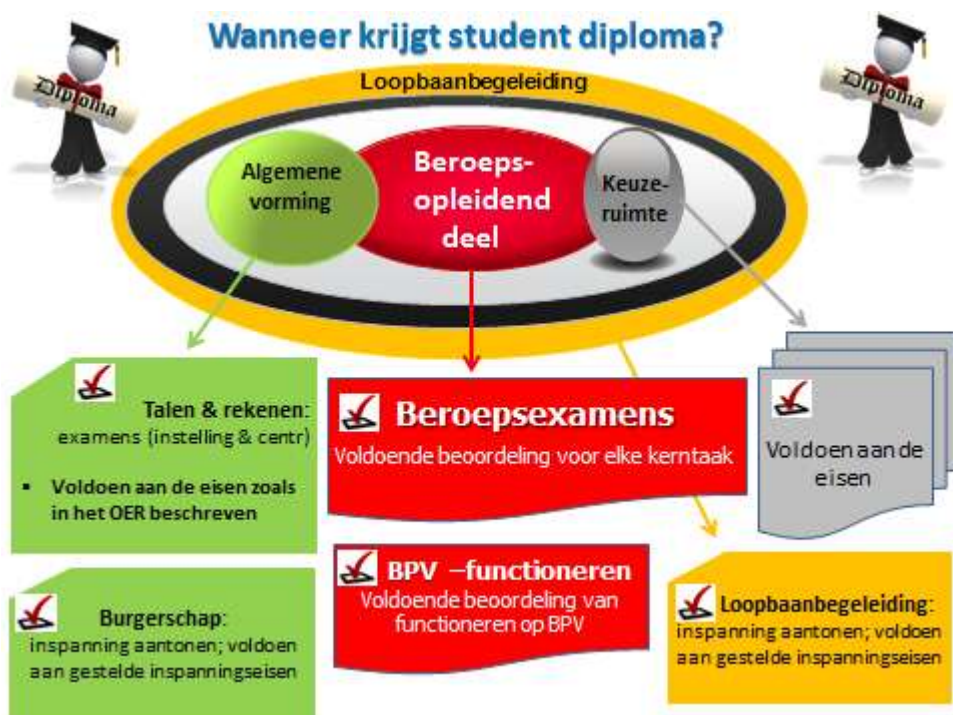 Wanneer krijgt student diploma?
Diploma
Diploma
Loopbaanbegeleiding
Algemene
vorming
Beroeps-
opleidend
deel
Keuze-
ruimte
Talen & rekenen:
examens (instelling & centr)
▪ Voldoen aan de eisen zoals
in het OER beschreven
Beroepsexamens
Voldoende beoordeling voor elke kerntaak
Voldoen aan de
eisen
Burgerschap:
inspanning aantonen; voldoen
aan gestelde inspanningseisen
BPV –functioneren
Voldoende beoordeling van
functioneren op BPV
Loopbaanbegeleiding:
inspanning aantonen; voldoen
aan gestelde inspanningseisen